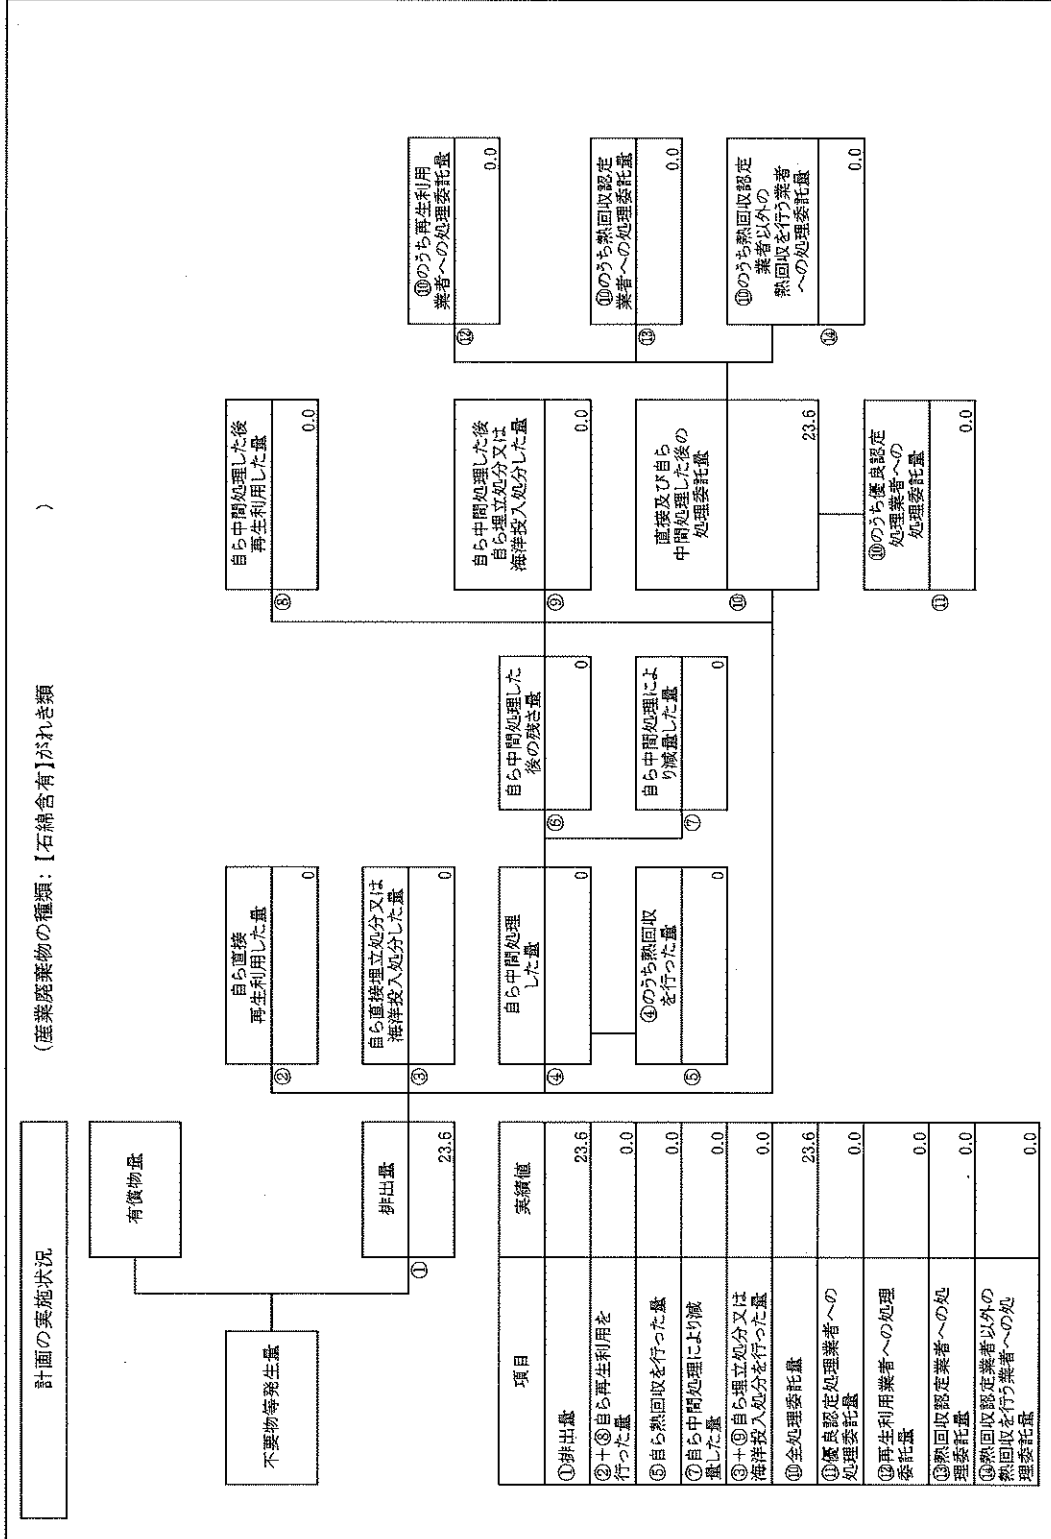 計画の実施状況
(産業廃棄物の種類：【石綿含有】がれき類 )
不要物等発生量
有償物量
①
排出量
23.6
②
自ら直接
再生利用した量
0
③
自ら直接埋立処分又は
海洋投入処分した量
0
④
自ら中間処理
した量
0
⑤
④のうち熱回収
を行った量
0
⑥
自ら中間処理した
後の残さ量
0
⑦
自ら中間処理によ
り減量した量
0
⑧
自ら中間処理した後
再生利用した量
0.0
⑨
自ら中間処理した後
自ら埋立処分又は
海洋投入処分した量
0.0
⑩
直接及び自ら
中間処理した後の
処理委託量
23.6
⑪
⑩のうち優良認定
処理業者への
処理委託量
0.0
⑫
⑩のうち再生利用
業者への処理委託量
0.0
⑬
⑩のうち熱回収認定
業者への処理委託量
0.0
⑭
⑩のうち熱回収認定
業者以外の
熱回収を行う業者
への処理委託量
0.0
項目 実績値
①排出量 23.6
②+⑧自ら再生利用を
行った量 0.0
⑤自ら熱回収を行った量 0.0
⑦自ら中間処理により減
量した量 0.0
③+⑨自ら埋立処分又は
海洋投入処分を行った量 0.0
⑩全処理委託量 23.6
⑪優良認定処理業者への
処理委託量 0.0
⑫再生利用業者への処理
委託量 0.0
⑬熱回収認定業者への処
理委託量 0.0
⑭熱回収認定業者以外の
熱回収を行う業者への処
理委託量 0.0